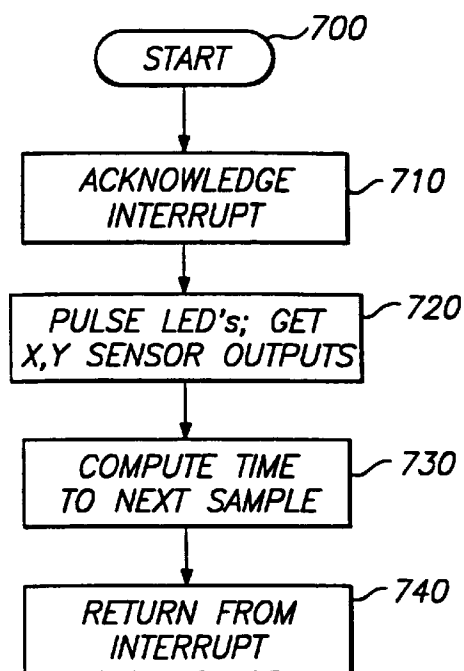 700
START
ACKNOWLEDGE
INTERRUPT
710
PULSE LED's; GET
X,Y SENSOR OUTPUTS
720
COMPUTE TIME
TO NEXT SAMPLE
730
RETURN FROM
INTERRUPT
740